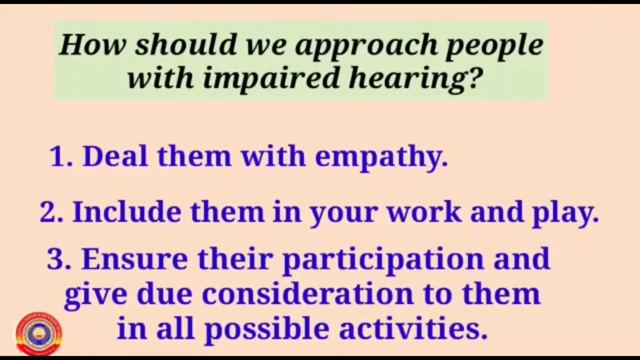 How should we approach people
with impaired hearing?
1. Deal them with empathy.
2. Include them in your work and play.
3. Ensure their participation and
give due consideration to them
in all possible activities.